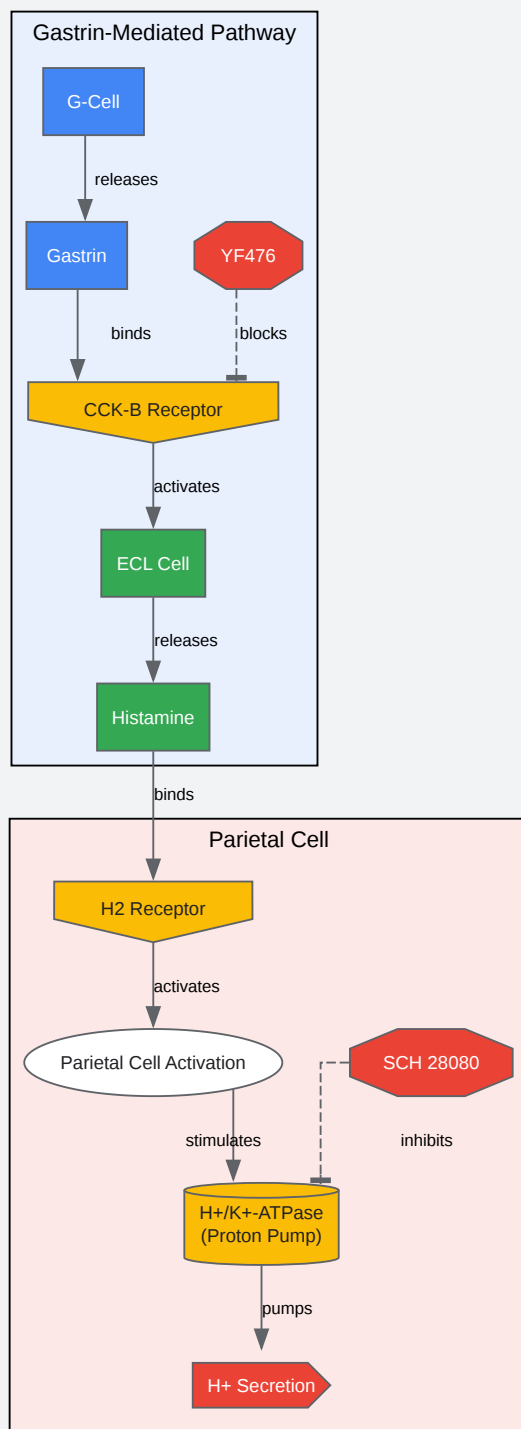 Gastrin-Mediated Pathway
G-Cell
releases
Gastrin
YF476
binds
blocks
CCK-B Receptor
activates
ECL Cell
releases
Histamine
binds
Parietal Cell
H2 Receptor
activates
Parietal Cell Activation
SCH 28080
stimulates
inhibits
H+/K+-ATPase
(Proton Pump)
pumps
H+ Secretion